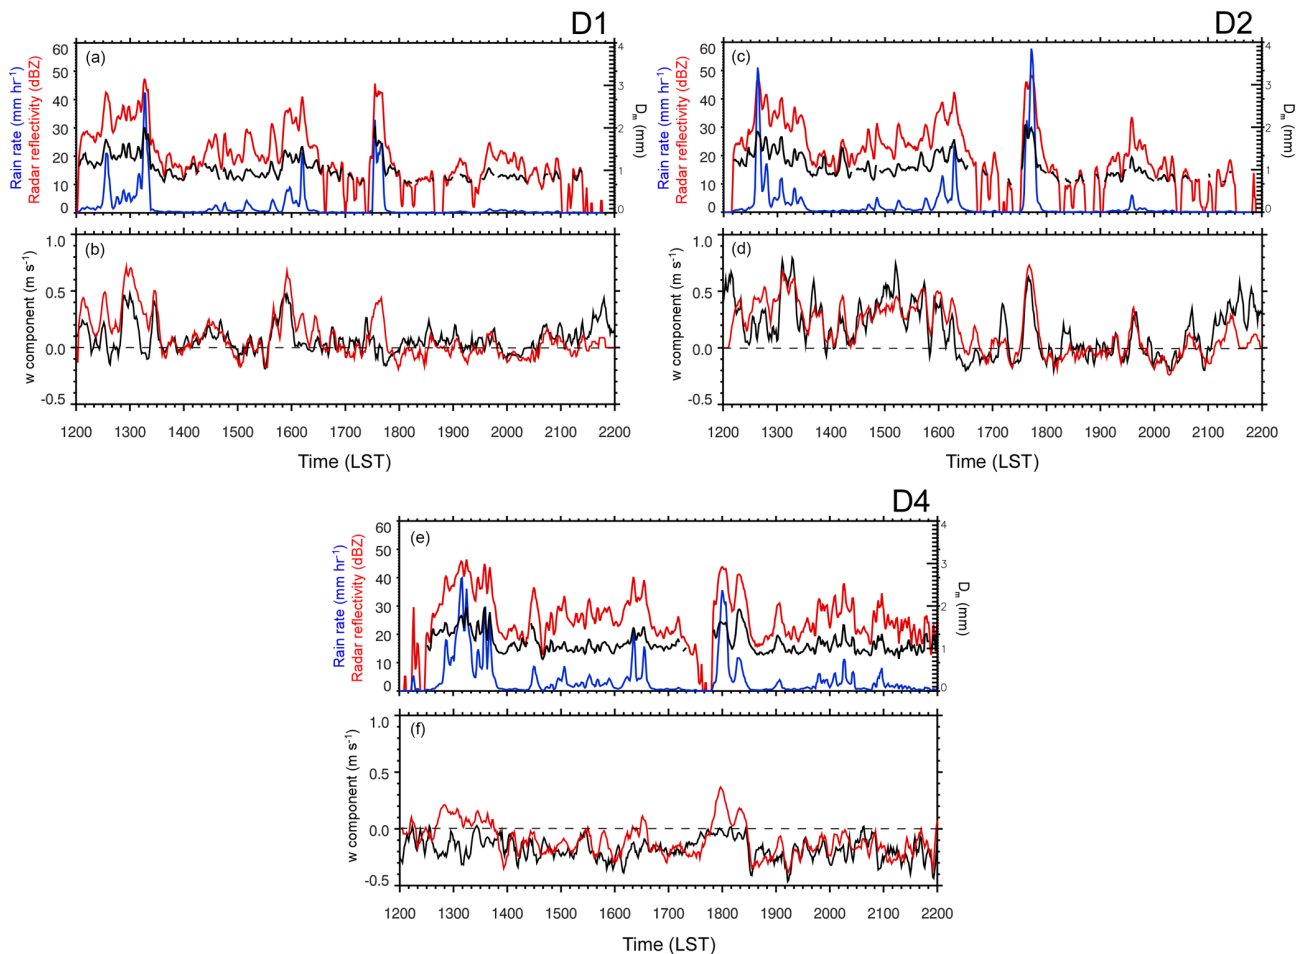 D1
(a)
60
50
40
30
20
10
0
Rain rate (mm hr⁻¹)
Radar reflectivity (dBZ)
4
3
2
1
0
Dₘ (mm)
(b)
1.0
0.5
0.0
-0.5
w component (m s⁻¹)
1200 1300 1400 1500 1600 1700 1800 1900 2000 2100 2200
Time (LST)
D2
(c)
60
50
40
30
20
10
0
Rain rate (mm hr⁻¹)
Radar reflectivity (dBZ)
4
3
2
1
0
Dₘ (mm)
(d)
1.0
0.5
0.0
-0.5
w component (m s⁻¹)
1200 1300 1400 1500 1600 1700 1800 1900 2000 2100 2200
Time (LST)
D4
(e)
60
50
40
30
20
10
0
Rain rate (mm hr⁻¹)
Radar reflectivity (dBZ)
4
3
2
1
0
Dₘ (mm)
(f)
1.0
0.5
0.0
-0.5
w component (m s⁻¹)
1200 1300 1400 1500 1600 1700 1800 1900 2000 2100 2200
Time (LST)